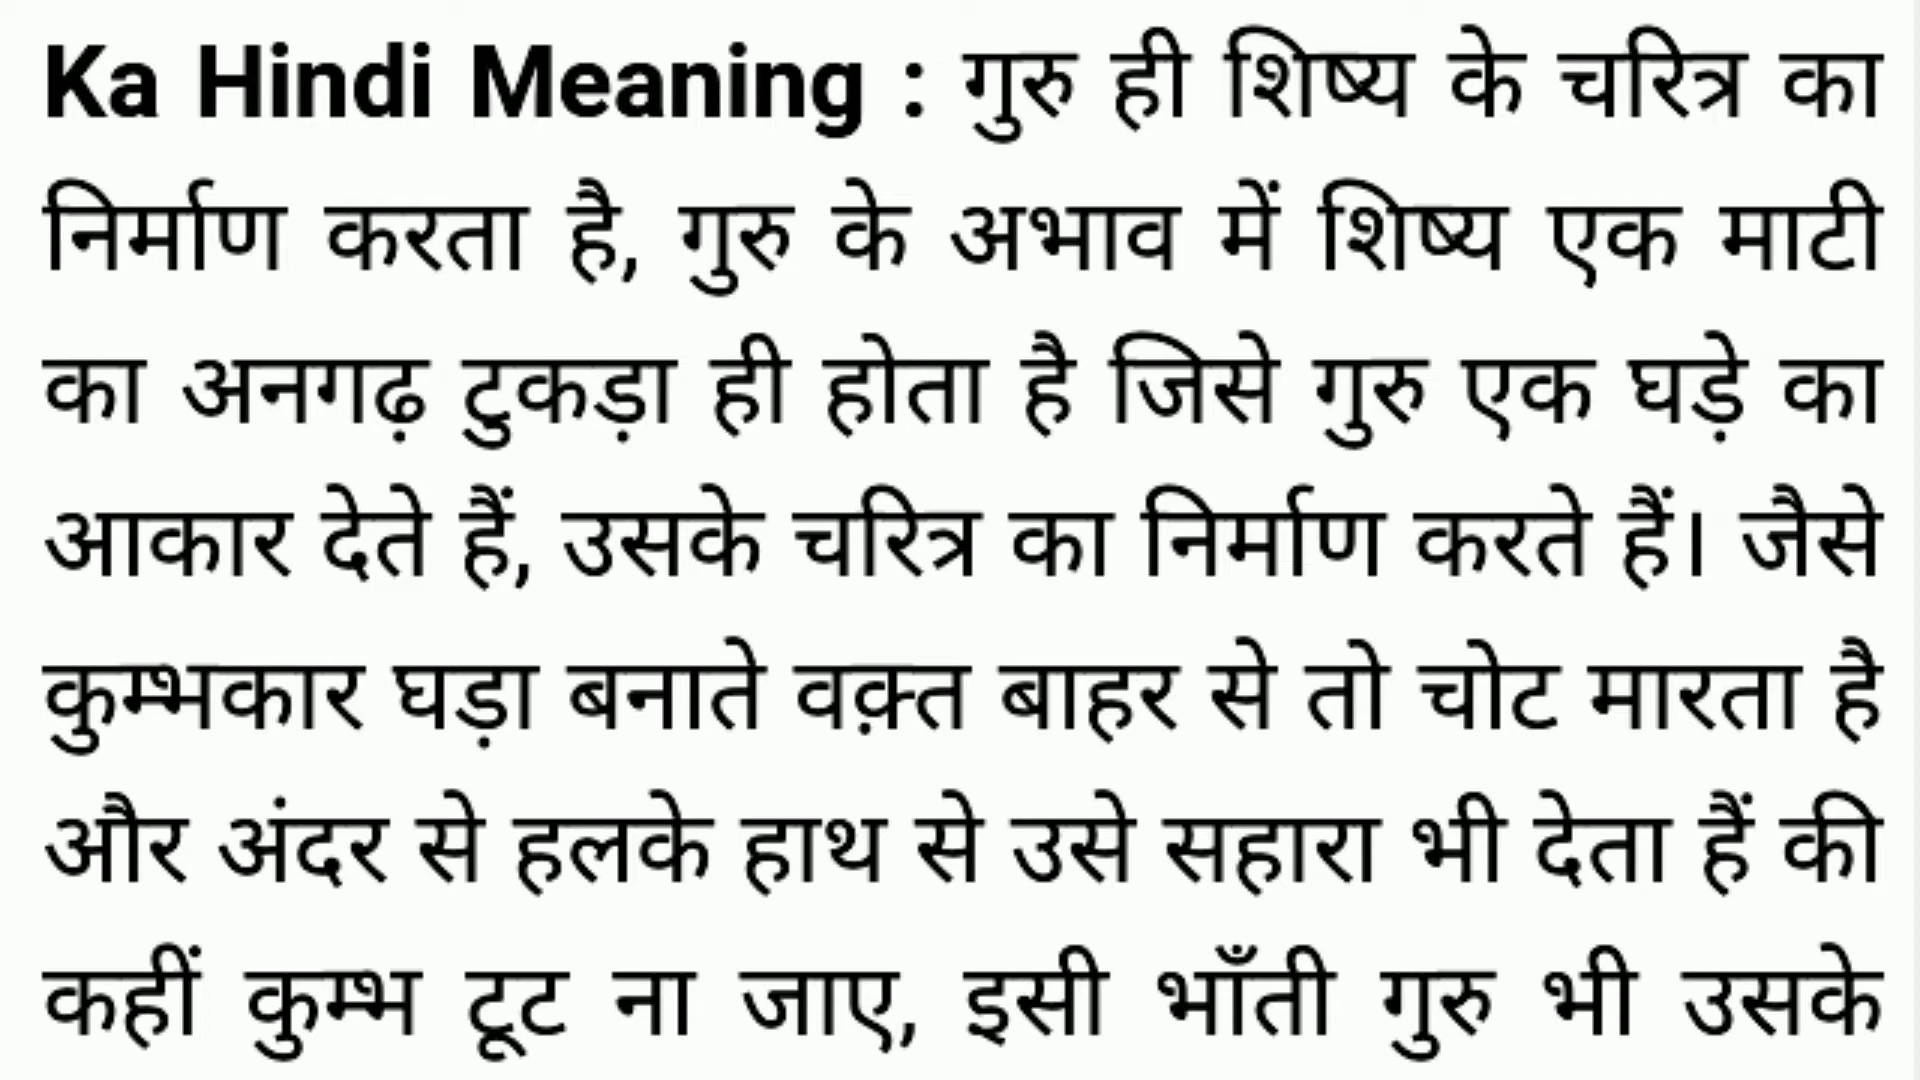 Ka Hindi Meaning : गुरु ही शिष्य के चरित्र का
निर्माण करता है, गुरु के अभाव में शिष्य एक माटी
का अनगढ़ टुकड़ा ही होता है जिसे गुरु एक घड़े का
आकार देते हैं, उसके चरित्र का निर्माण करते हैं। जैसे
कुम्भकार घड़ा बनाते वक़्त बाहर से तो चोट मारता है
और अंदर से हलके हाथ से उसे सहारा भी देता हैं की
कहीं कुम्भ टूट ना जाए, इसी भाँती गुरु भी उसके